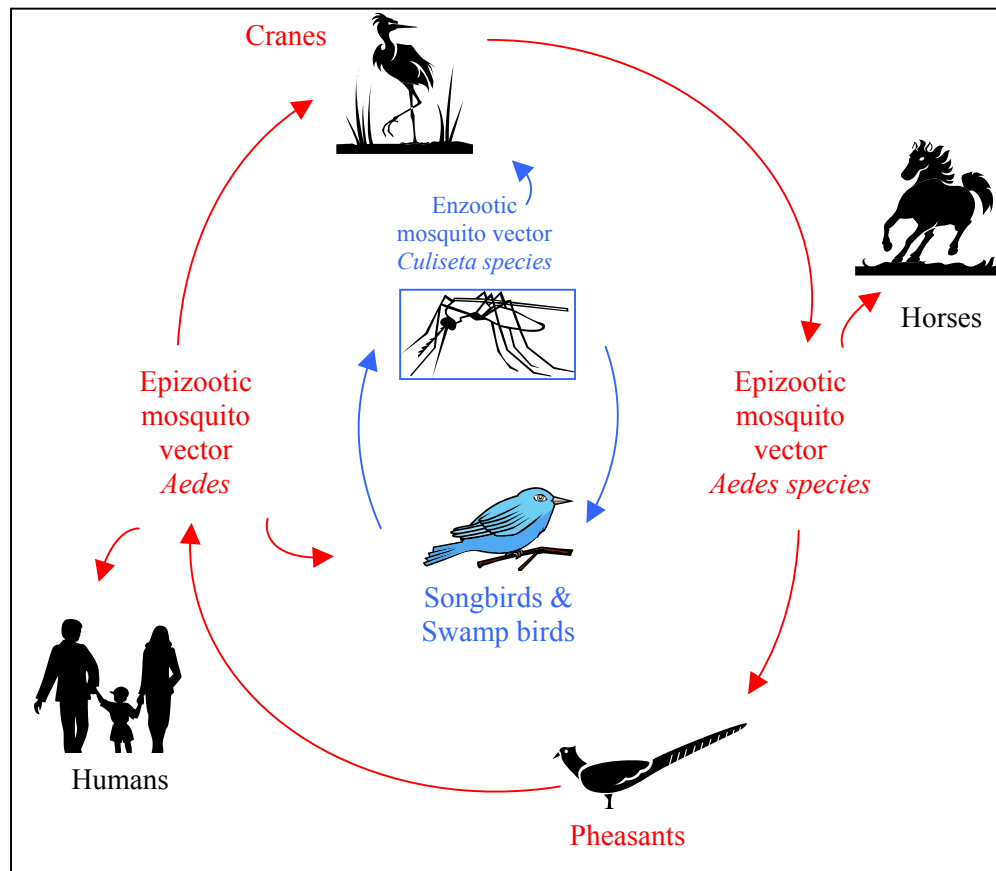 Cranes
Enzootic
mosquito vector
Culiseta species
Horses
Epizootic
mosquito
vector
Aedes
Epizootic
mosquito
vector
Aedes species
Songbirds &
Swamp birds
Humans
Pheasants